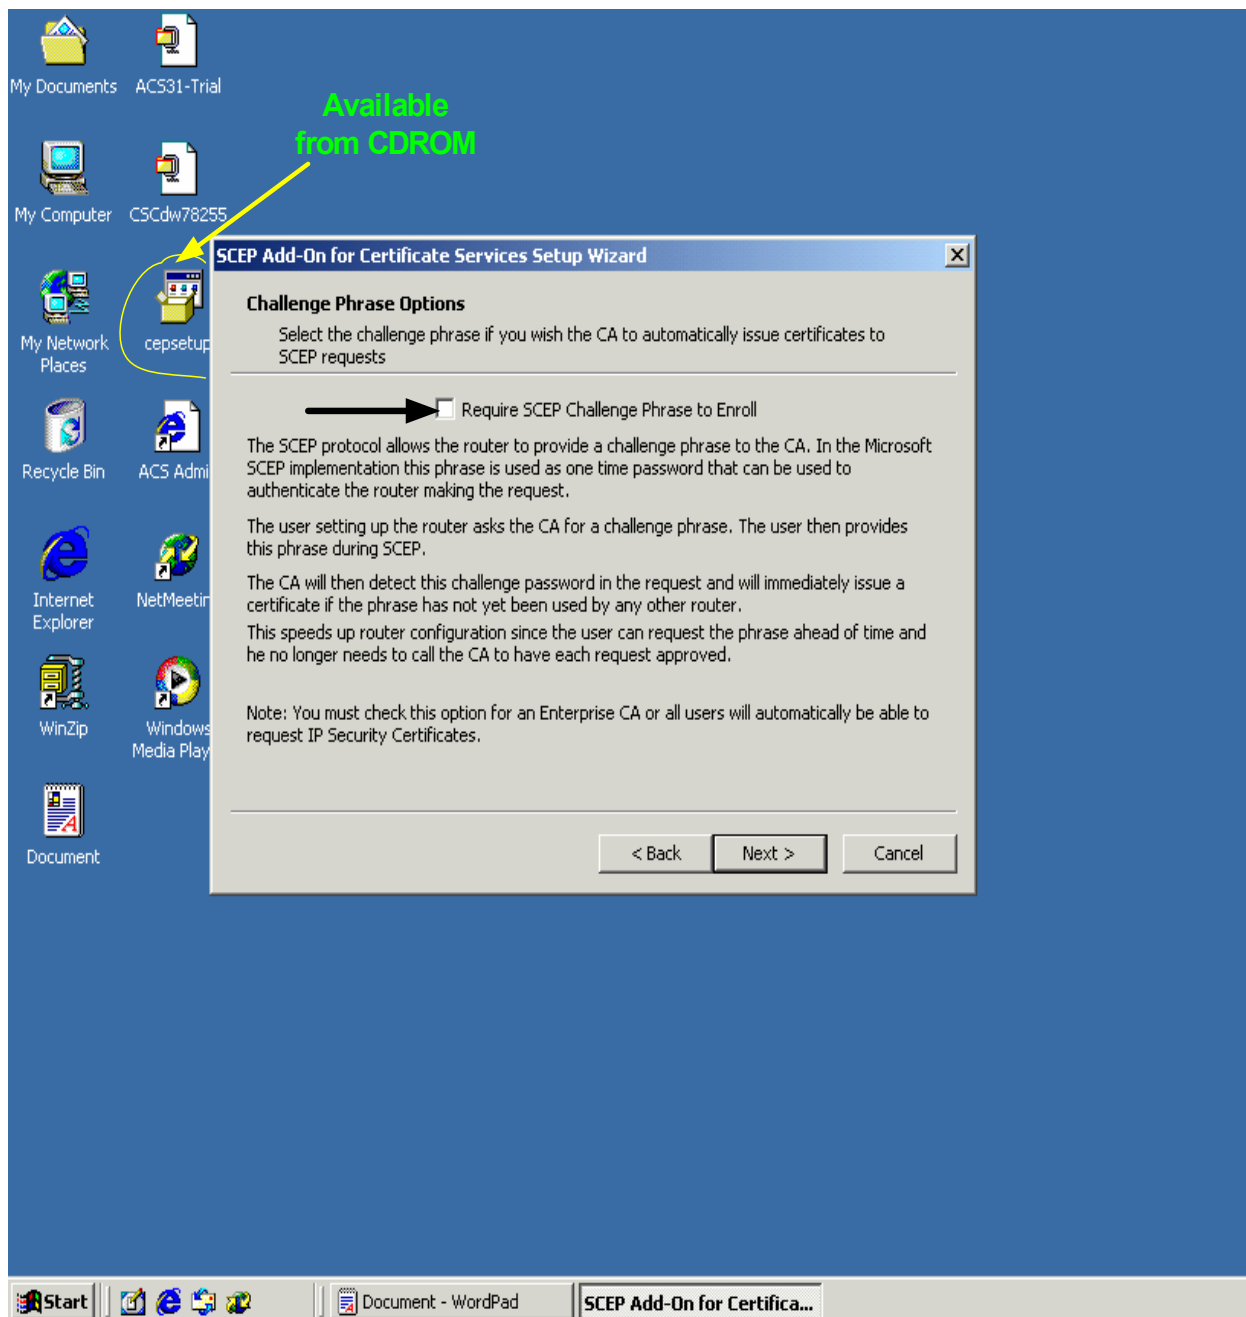 My Documents
ACS31-Trial
Available
from CDROM
My Computer
CSCdw78255
SCEP Add-On for Certificate Services Setup Wizard
Challenge Phrase Options
Select the challenge phrase if you wish the CA to automatically issue certificates to
SCEP requests
My Network
Places
cepsetup
Require SCEP Challenge Phrase to Enroll
The SCEP protocol allows the router to provide a challenge phrase to the CA. In the Microsoft
SCEP implementation this phrase is used as one time password that can be used to
authenticate the router making the request.
Recycle Bin
ACS Admi
The user setting up the router asks the CA for a challenge phrase. The user then provides
this phrase during SCEP.
The CA will then detect this challenge password in the request and will immediately issue a
certificate if the phrase has not yet been used by any other router.
Internet
Explorer
NetMeetin
This speeds up router configuration since the user can request the phrase ahead of time and
he no longer needs to call the CA to have each request approved.
Note: You must check this option for an Enterprise CA or all users will automatically be able to
request IP Security Certificates.
WinZip
Windows
Media Play
Document
< Back
Next >
Cancel
Start
Document - WordPad
SCEP Add-On for Certifica...